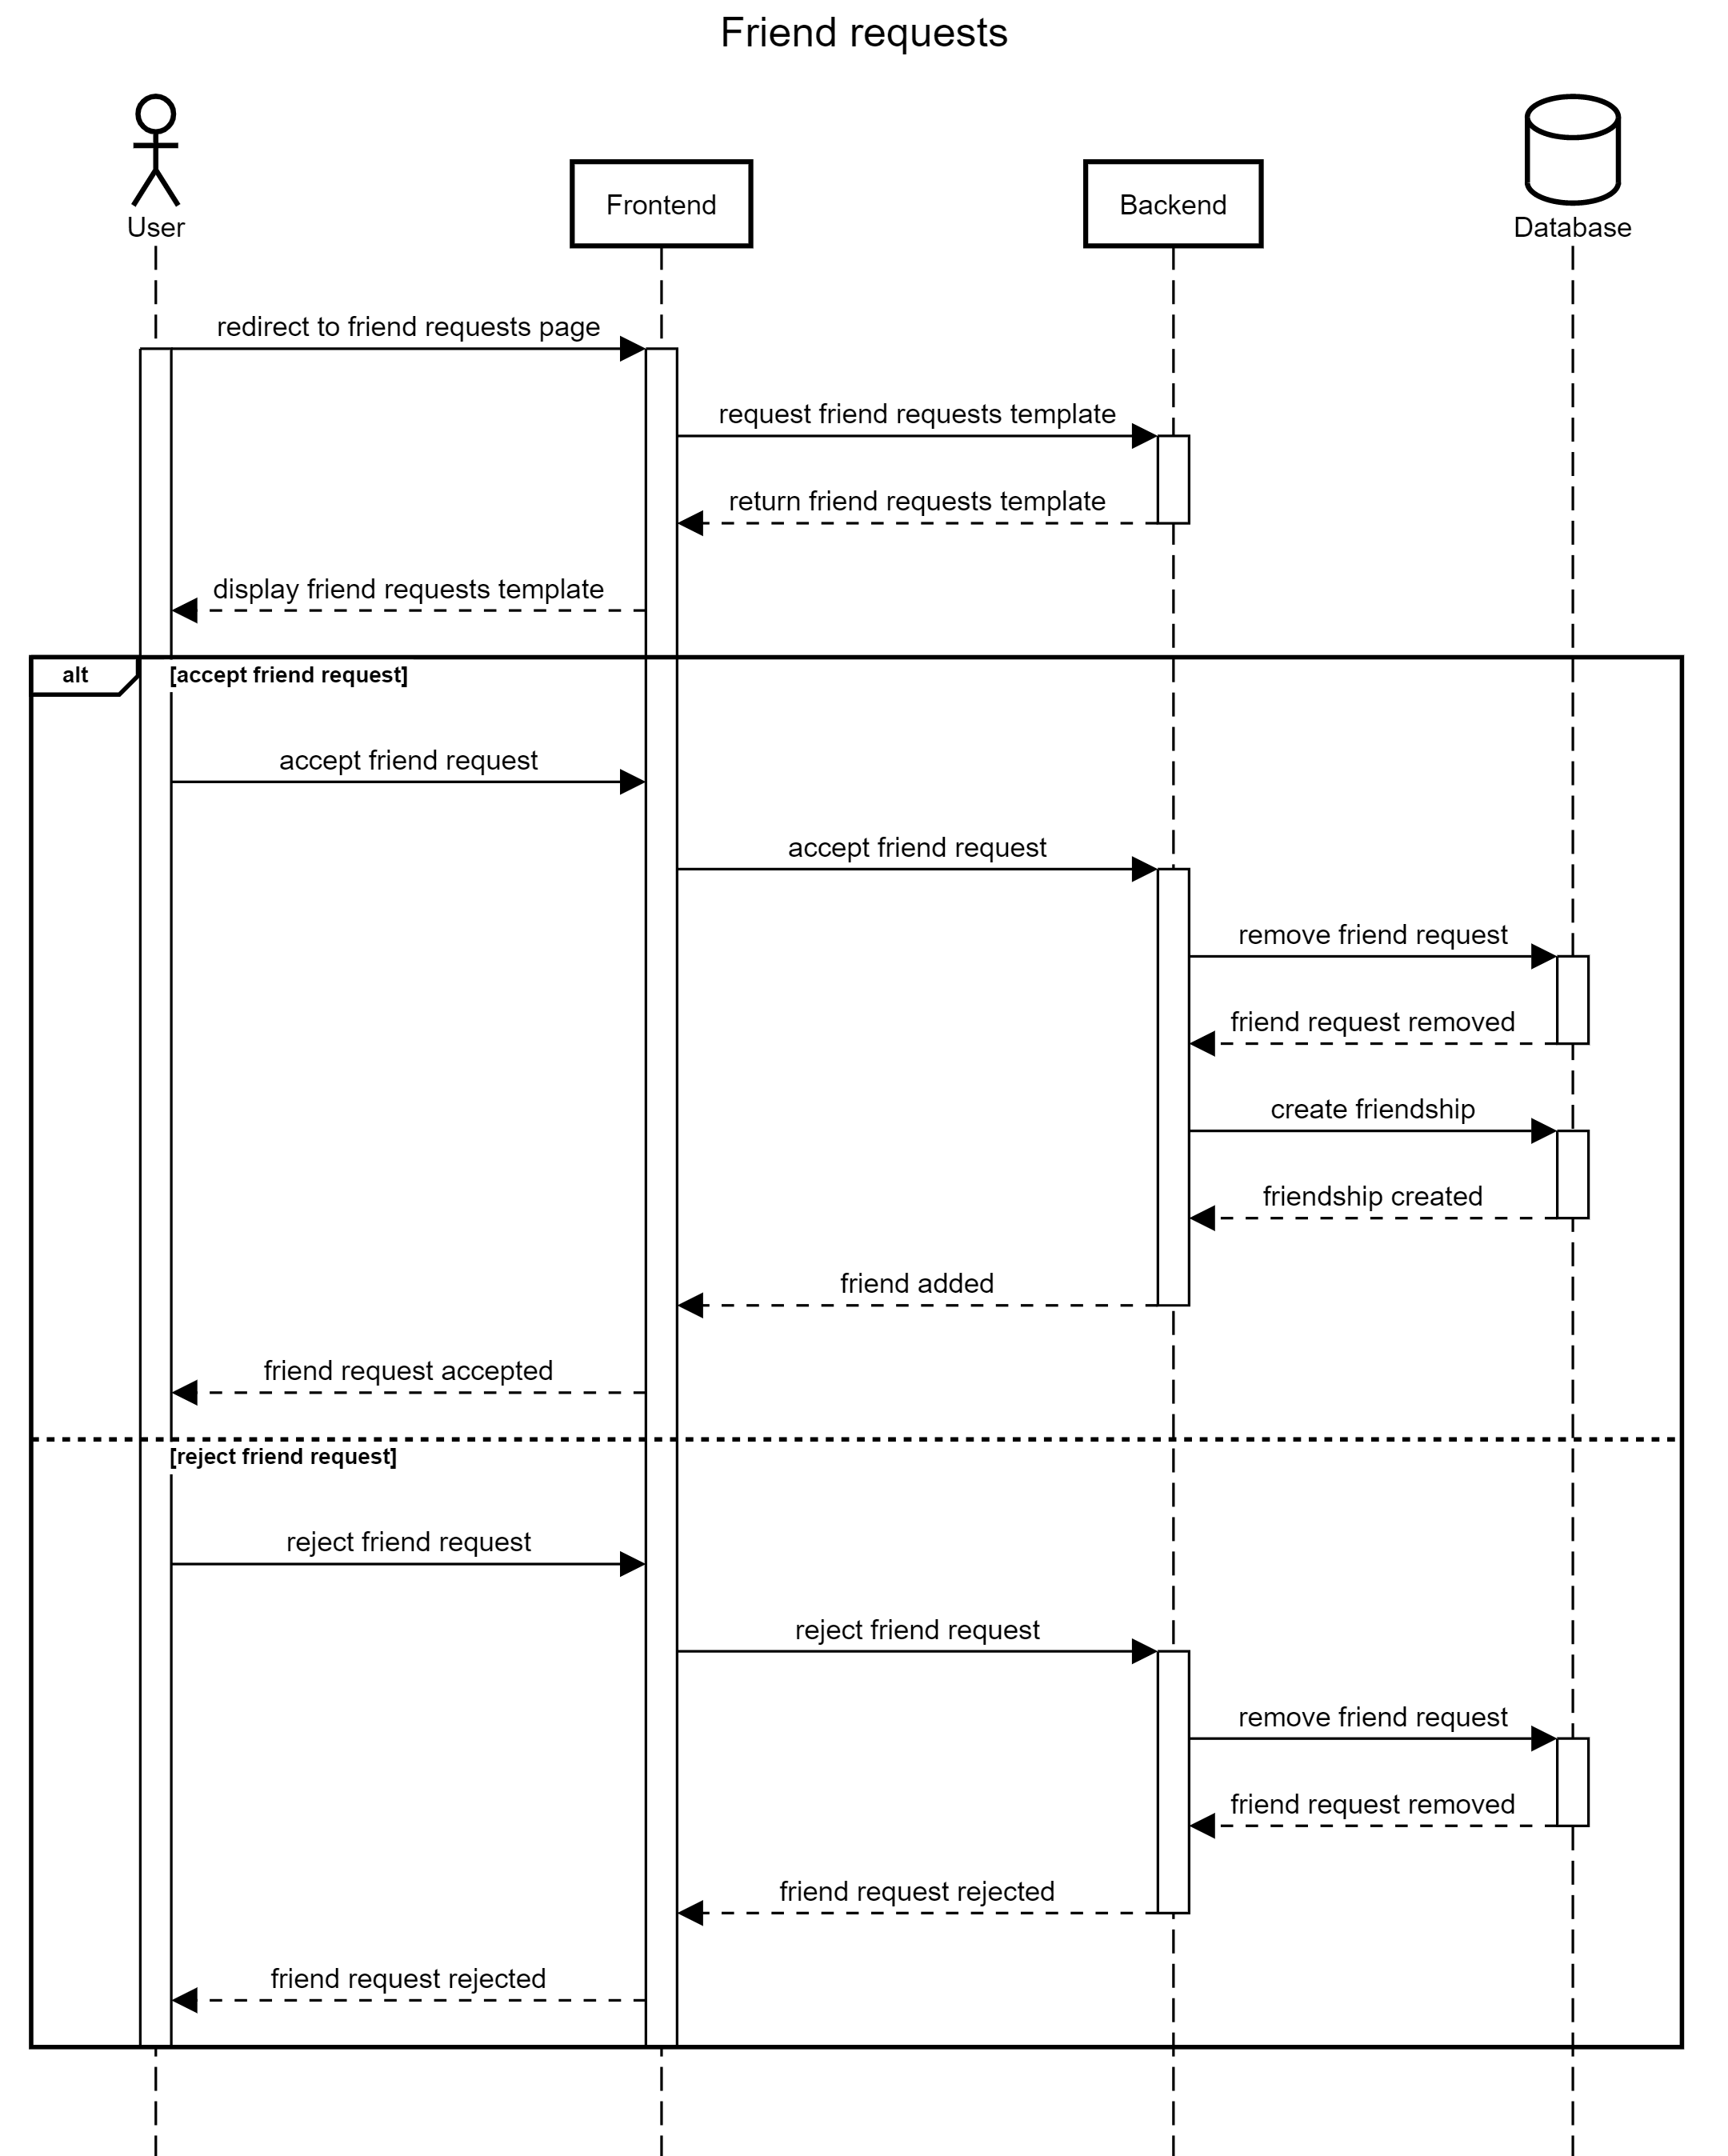 Friend requests
User
Frontend
Backend
Database
redirect to friend requests page
request friend requests template
return friend requests template
display friend requests template
alt
[accept friend request]
accept friend request
accept friend request
remove friend request
friend request removed
create friendship
friendship created
friend added
friend request accepted
[reject friend request]
reject friend request
reject friend request
remove friend request
friend request removed
friend request rejected
friend request rejected